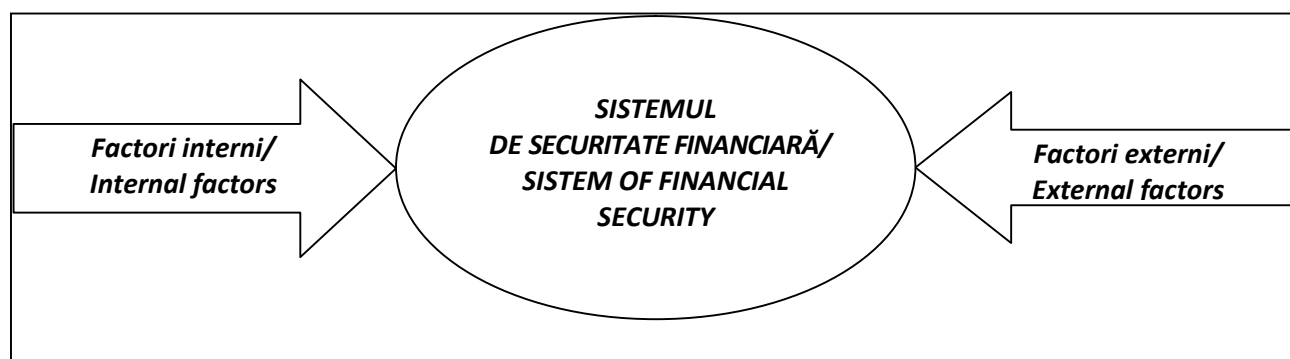 Factori interni/
Internal factors
SISTEMUL
DE SECURITATE FINANCIARĂ/
SISTEM OF FINANCIAL
SECURITY
Factori externi/
External factors